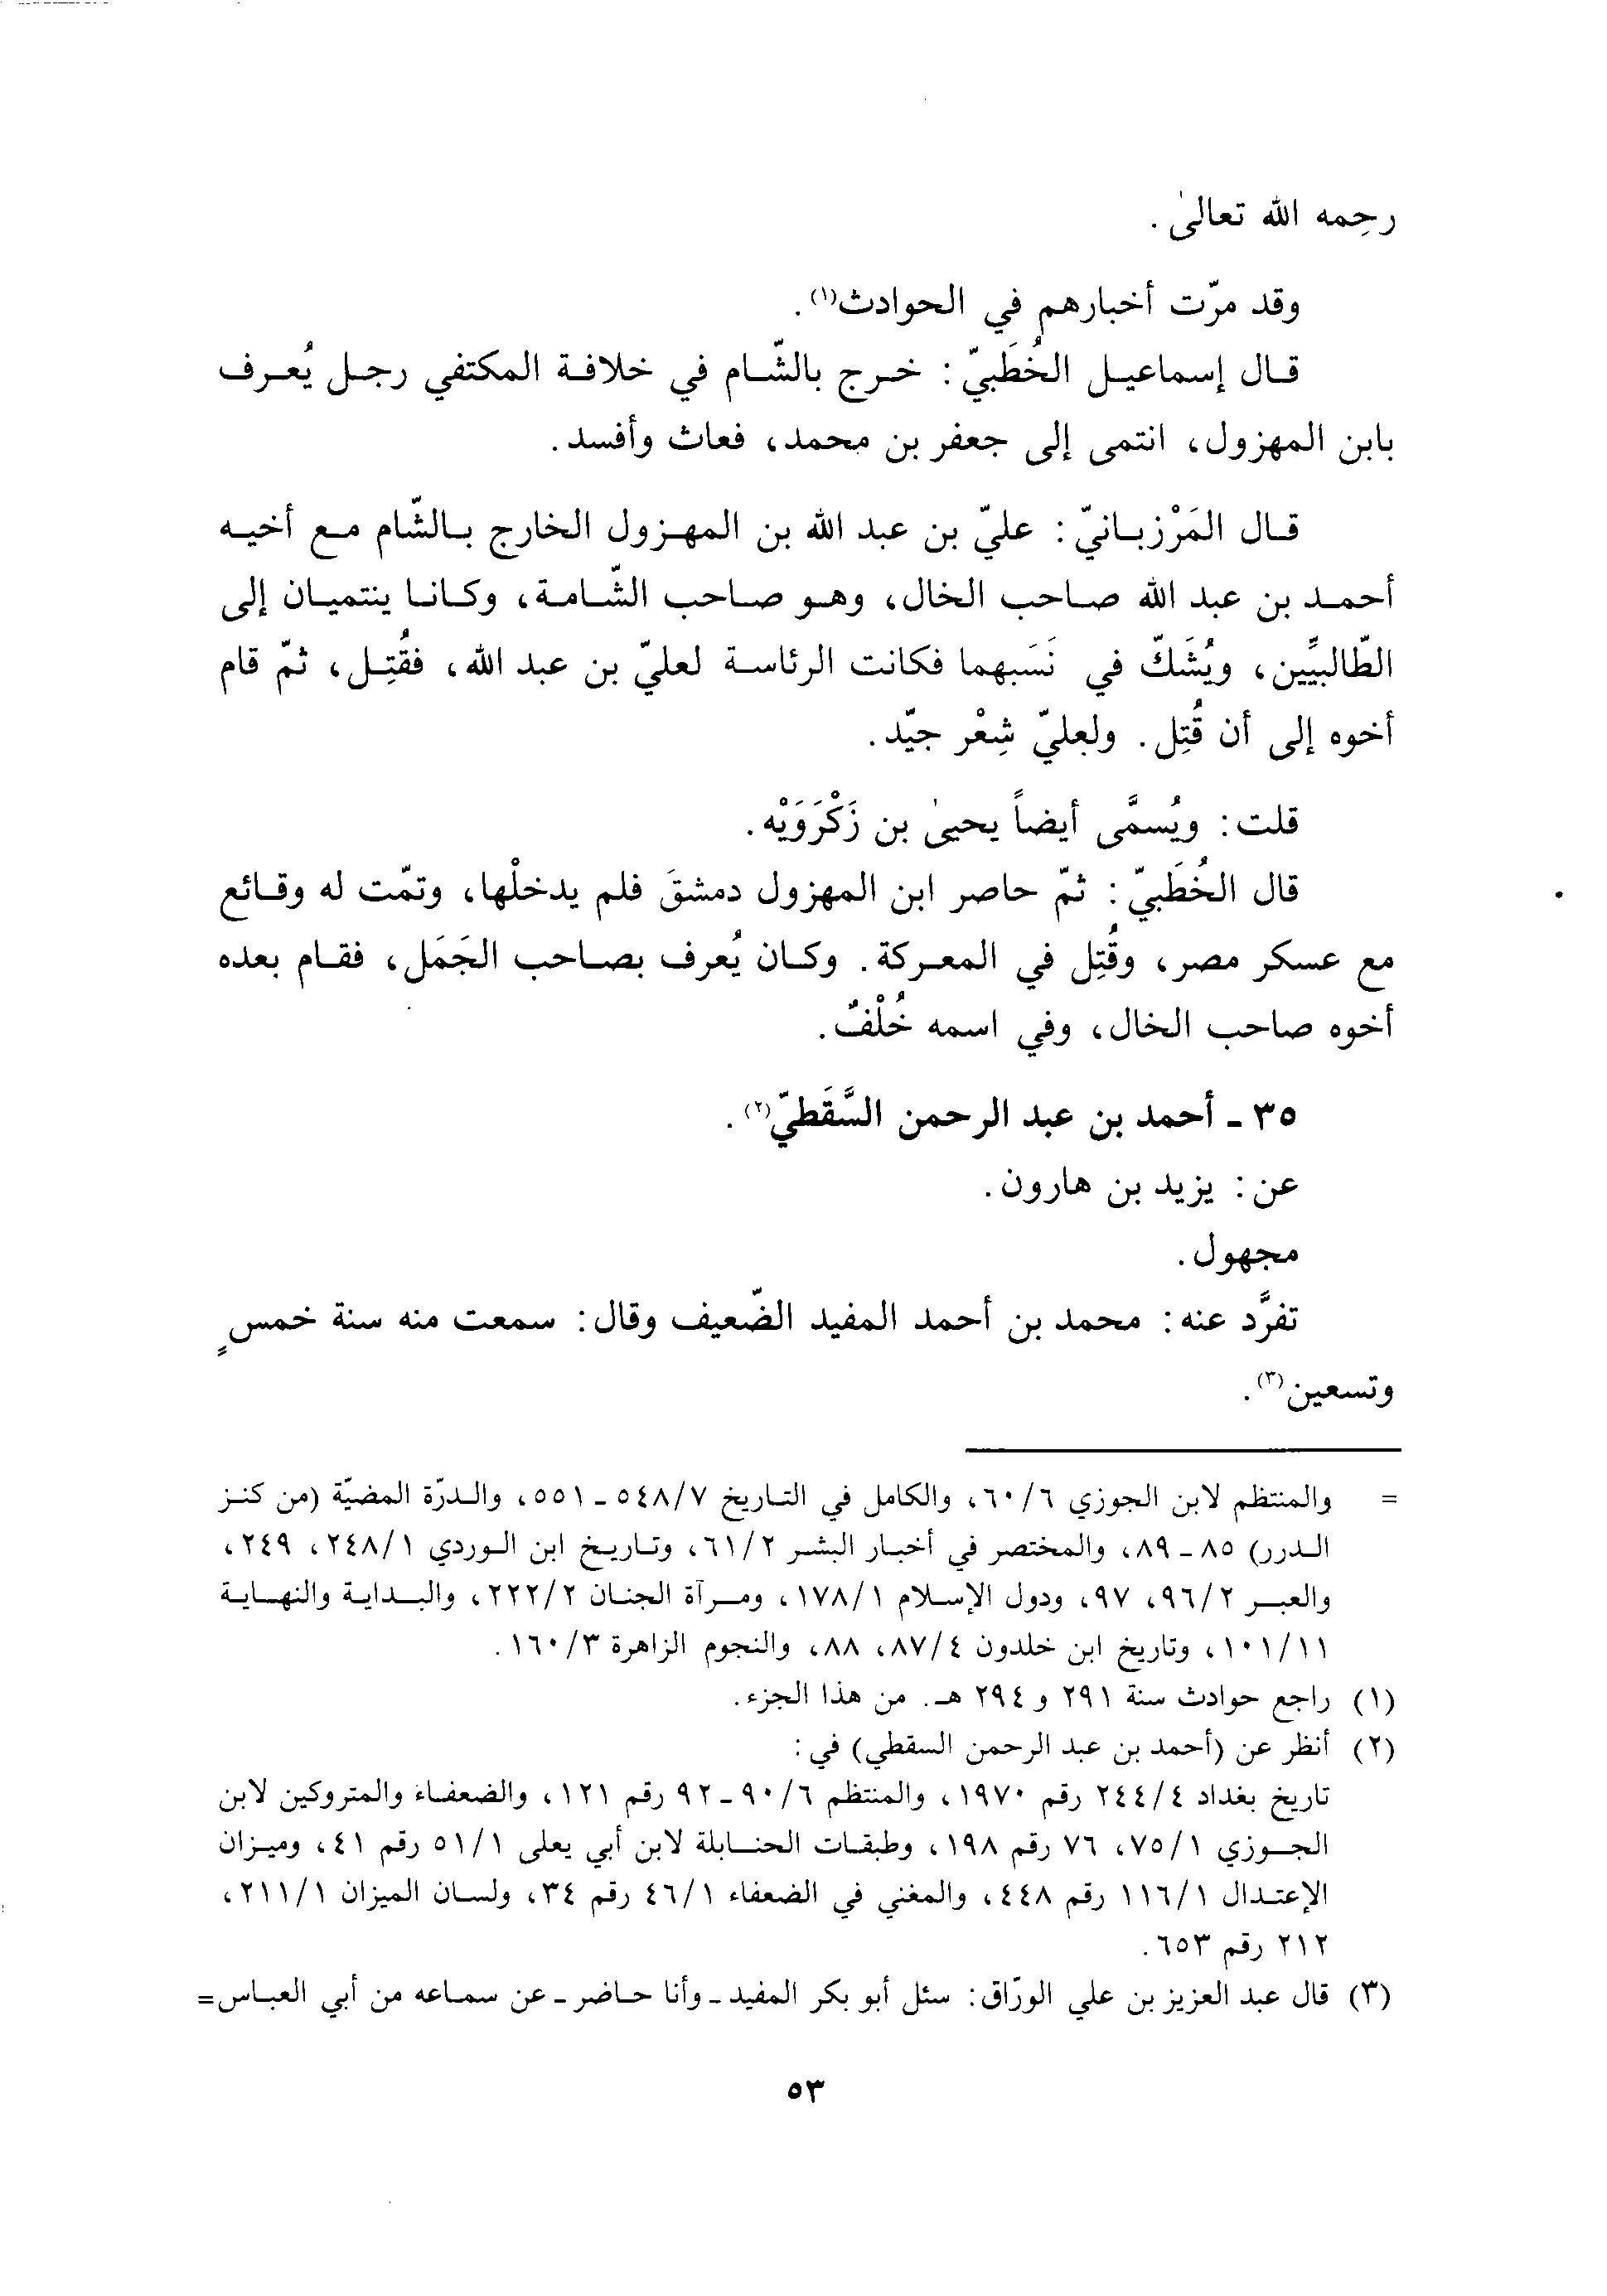 رحِمه الله تعالىٰ.
وقد مرّت أخبارهم في الحوادث(١).
قال إسماعيل الخُطَبيّ: خرج بالشّام في خلافة المكتفي رجل يُعرف
بابن المهزول، انتمى إلى جعفر بن محمد، فعاث وأفسد.
قال المَرْزبانيّ: عليّ بن عبد الله بن المهزول الخارج بالشّام مع أخيه
أحمد بن عبد الله صاحب الخال، وهو صاحب الشّامة، وكانا ينتميان إلى
الطّالبيِّين، ويُشَكّ في نَسَبهما فكانت الرئاسة لعليّ بن عبد الله، فقُتِل، ثمّ قام
أخوه إلى أن قُتِل. ولعليّ شِعْر جيّد.
قلت: ويُسمَّى أيضاً يحيىٰ بن زَكْرَوَيْه.
قال الخُطَبيّ: ثمّ حاصر ابن المهزول دمشقَ فلم يدخلْها، وتمّت له وقائع
مع عسكر مصر، وقُتِل في المعركة. وكان يُعرف بصاحب الجَمَل، فقام بعده
أخوه صاحب الخال، وفي اسمه خُلْفٌ.
٣٥ ـ أحمد بن عبد الرحمن السَّقَطيّ(٢).
عن: يزيد بن هارون.
مجهول.
تفرَّد عنه: محمد بن أحمد المفيد الضّعيف وقال: سمعت منه سنة خمسٍ
وتسعين(٣).
= والمنتظم لابن الجوزي ٦٠/٦، والكامل في التاريخ ٥٤٨/٧ ـ ٥٥١، والدرّة المضيّة (من كنز
الدرر) ٨٥ ـ ٨٩، والمختصر في أخبار البشر ٦١/٢، وتاريخ ابن الوردي ٢٤٨/١، ٢٤٩،
والعبر ٩٦/٢، ٩٧، ودول الإسلام ١٧٨/١، ومرآة الجنان ٢٢٢/٢، والبداية والنهاية
١٠١/١١، وتاريخ ابن خلدون ٨٧/٤، ٨٨، والنجوم الزاهرة ١٦٠/٣.
(١) راجع حوادث سنة ٢٩١ و ٢٩٤ هـ. من هذا الجزء.
(٢) أنظر عن (أحمد بن عبد الرحمن السقطي) في:
تاريخ بغداد ٢٤٤/٤ رقم ١٩٧٠، والمنتظم ٩٠/٦ ـ ٩٢ رقم ١٢١، والضعفاء والمتروكين لابن
الجوزي ٧٥/١، ٧٦ رقم ١٩٨، وطبقات الحنابلة لابن أبي يعلى ٥١/١ رقم ٤١، وميزان
الإعتدال ١١٦/١ رقم ٤٤٨، والمغني في الضعفاء ٤٦/١ رقم ٣٤، ولسان الميزان ٢١١/١،
٢١٢ رقم ٦٥٣.
(٣) قال عبد العزيز بن علي الورّاق: سئل أبو بكر المفيد ـ وأنا حاضر ـ عن سماعه من أبي العباس=
٥٣